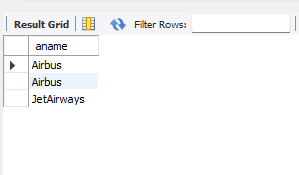 Result Grid Filter Rows:
aname
Airbus
Airbus
JetAirways